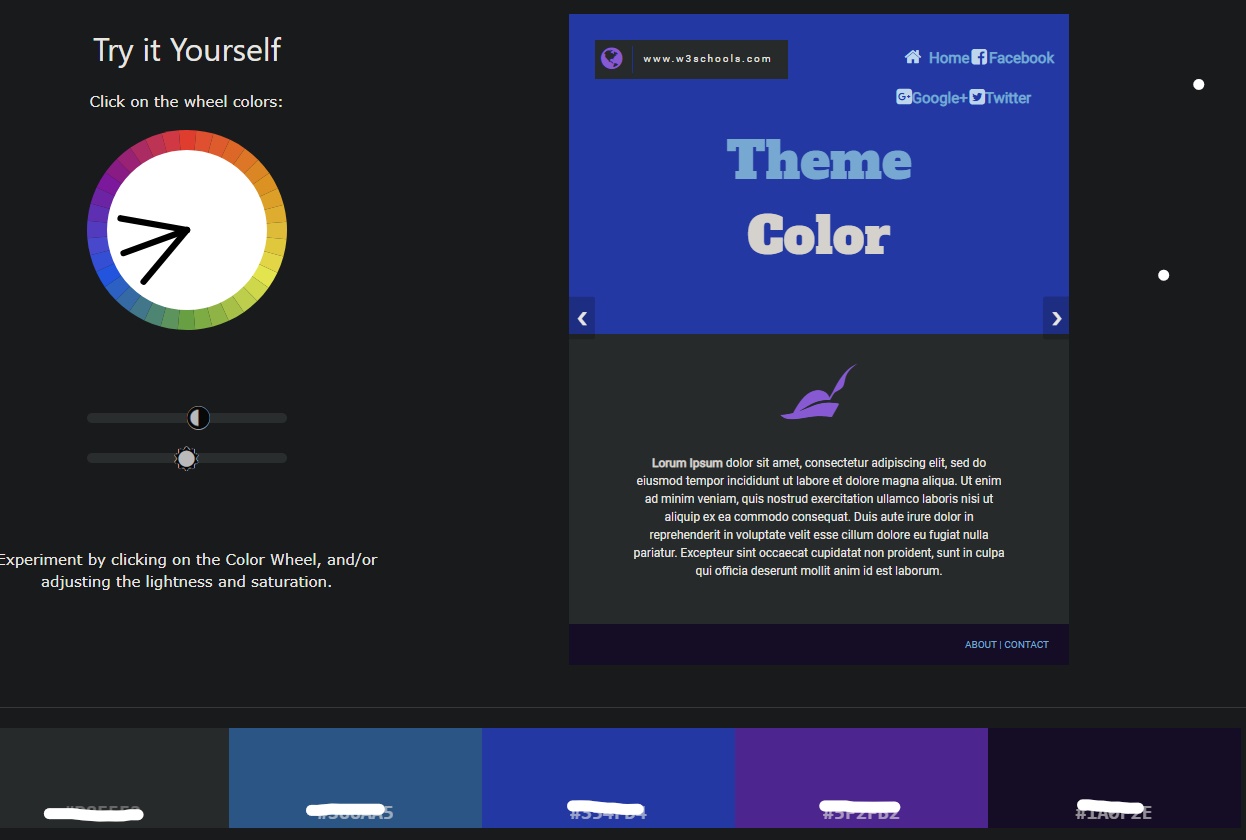 Try it Yourself
Click on the wheel colors:
Experiment by clicking on the Color Wheel, and/or
adjusting the lightness and saturation.
www.w3schools.com
Home Facebook
Google+ Twitter
Theme
Color
❮ ❯
Lorum Ipsum dolor sit amet, consectetur adipiscing elit, sed do
eiusmod tempor incididunt ut labore et dolore magna aliqua. Ut enim
ad minim veniam, quis nostrud exercitation ullamco laboris nisi ut
aliquip ex ea commodo consequat. Duis aute irure dolor in
reprehenderit in voluptate velit esse cillum dolore eu fugiat nulla
pariatur. Excepteur sint occaecat cupidatat non proident, sunt in culpa
qui officia deserunt mollit anim id est laborum.
ABOUT | CONTACT